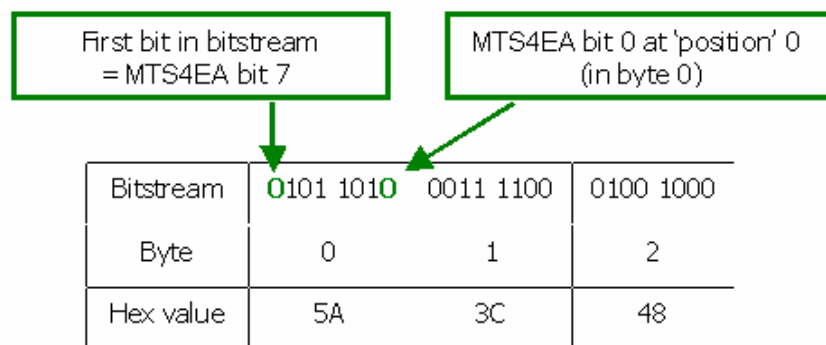 First bit in bitstream
= MTS4EA bit 7
MTS4EA bit 0 at 'position' 0
(in byte 0)
Bitstream 0101 1010 0011 1100 0100 1000
Byte 0 1 2
Hex value 5A 3C 48